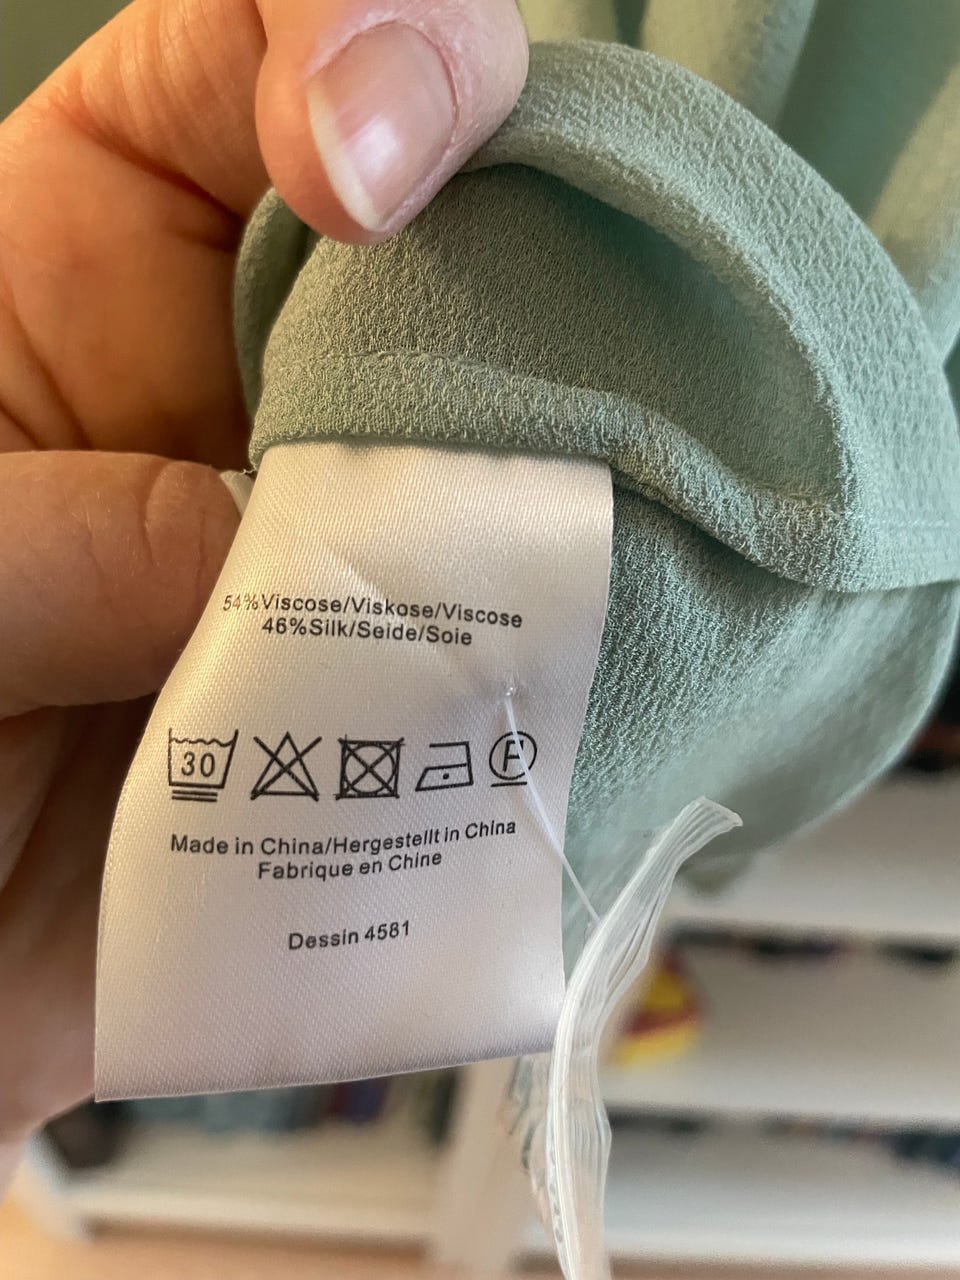 54%Viscose/Viskose/Viscose
46%Silk/Seide/Soie
30 P
Made in China/Hergestellt in China
Fabrique en Chine
Dessin 4581